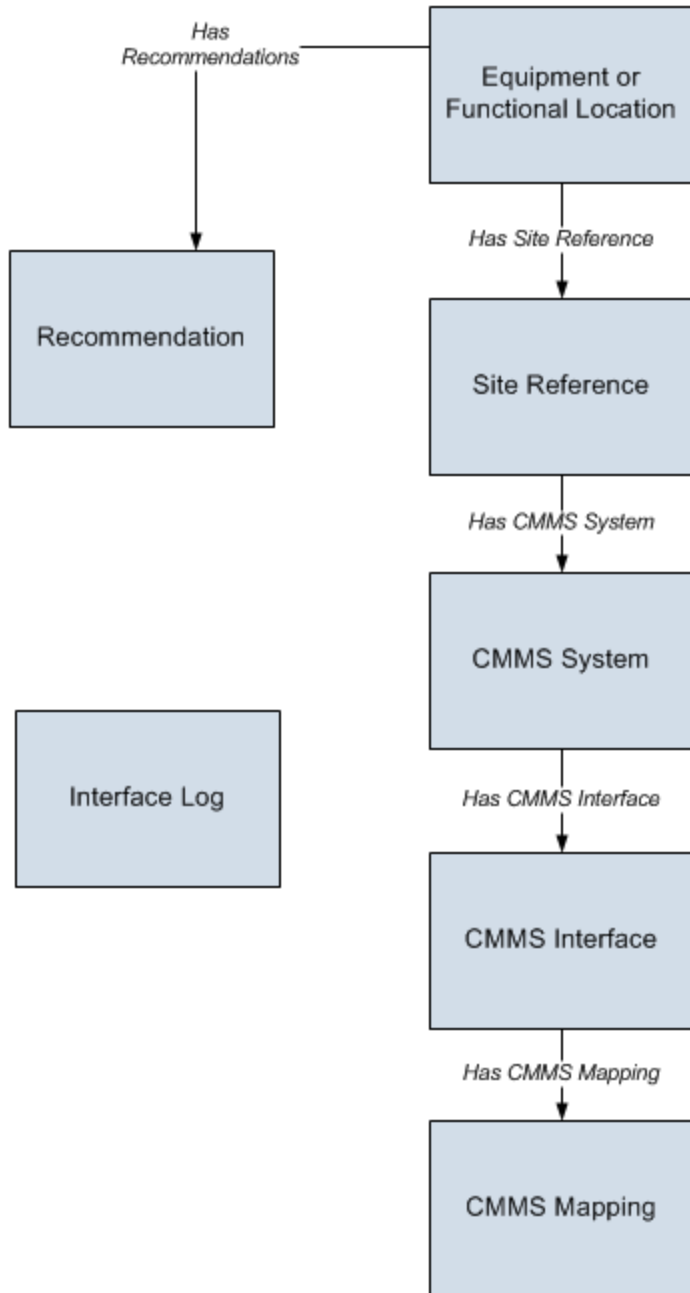 Has
Recommendations
Equipment or
Functional Location
Has Site Reference
Recommendation
Site Reference
Has CMMS System
CMMS System
Interface Log
Has CMMS Interface
CMMS Interface
Has CMMS Mapping
CMMS Mapping